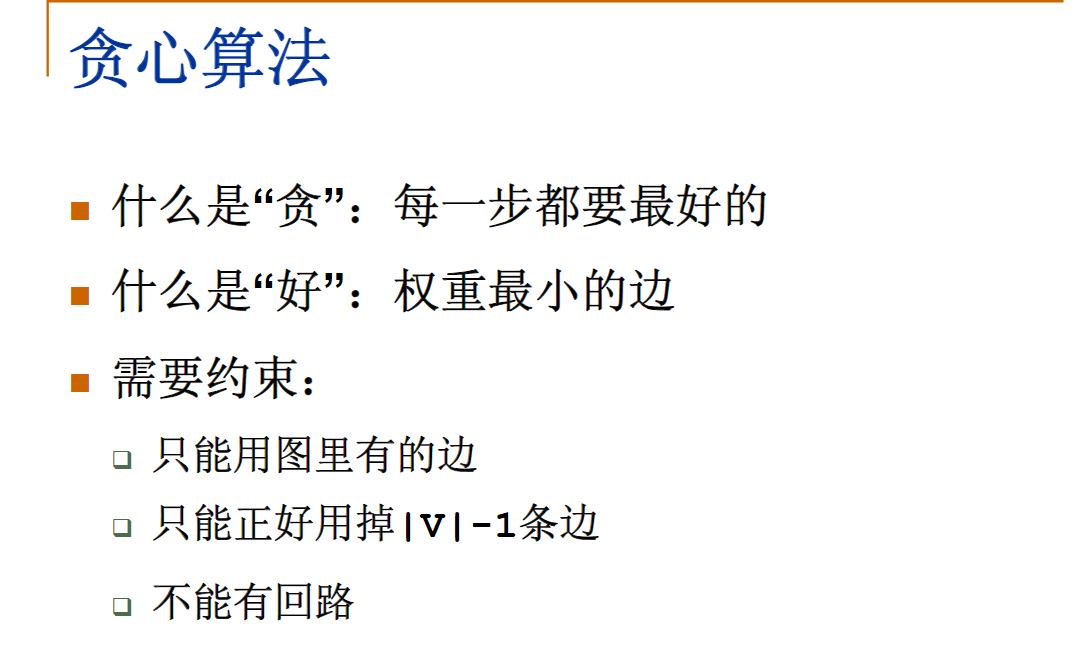 贪心算法
什么是“贪”：每一步都要最好的
什么是“好”：权重最小的边
需要约束：
只能用图里有的边
只能正好用掉|V|-1条边
不能有回路